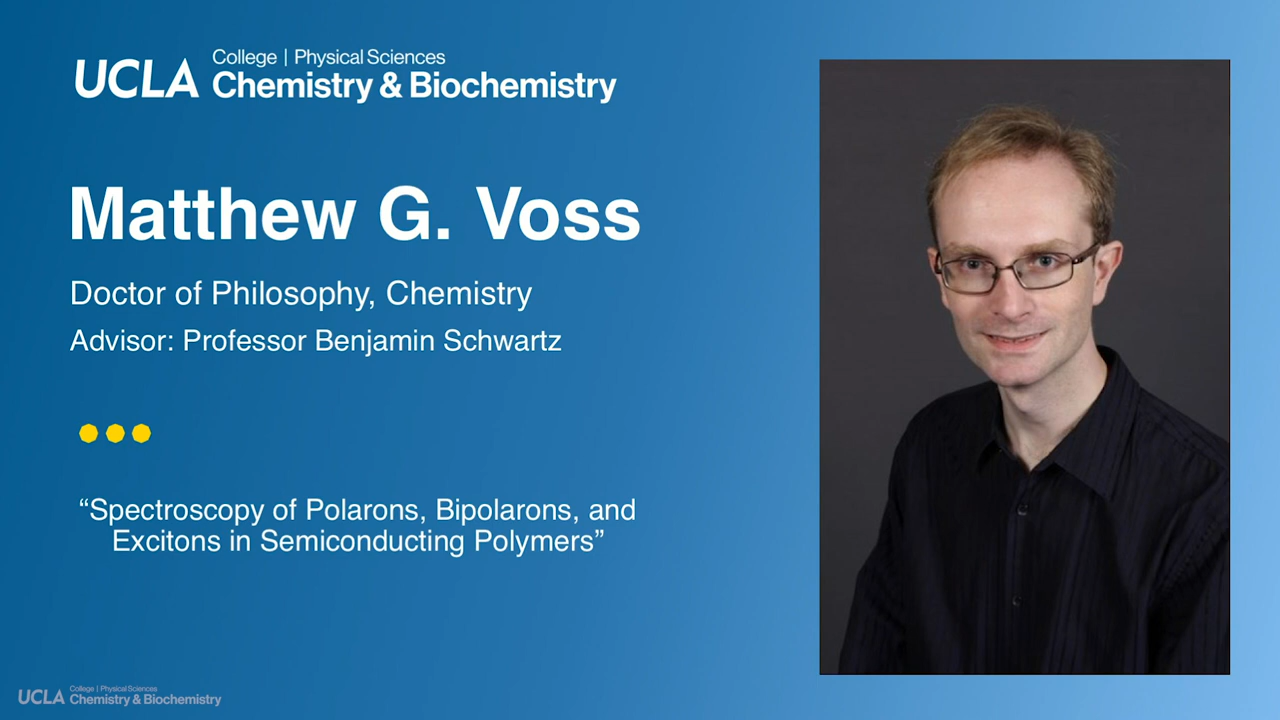 UCLA College | Physical Sciences
Chemistry & Biochemistry
Matthew G. Voss
Doctor of Philosophy, Chemistry
Advisor: Professor Benjamin Schwartz
“Spectroscopy of Polarons, Bipolarons, and
Excitons in Semiconducting Polymers”
UCLA College | Physical Sciences
Chemistry & Biochemistry